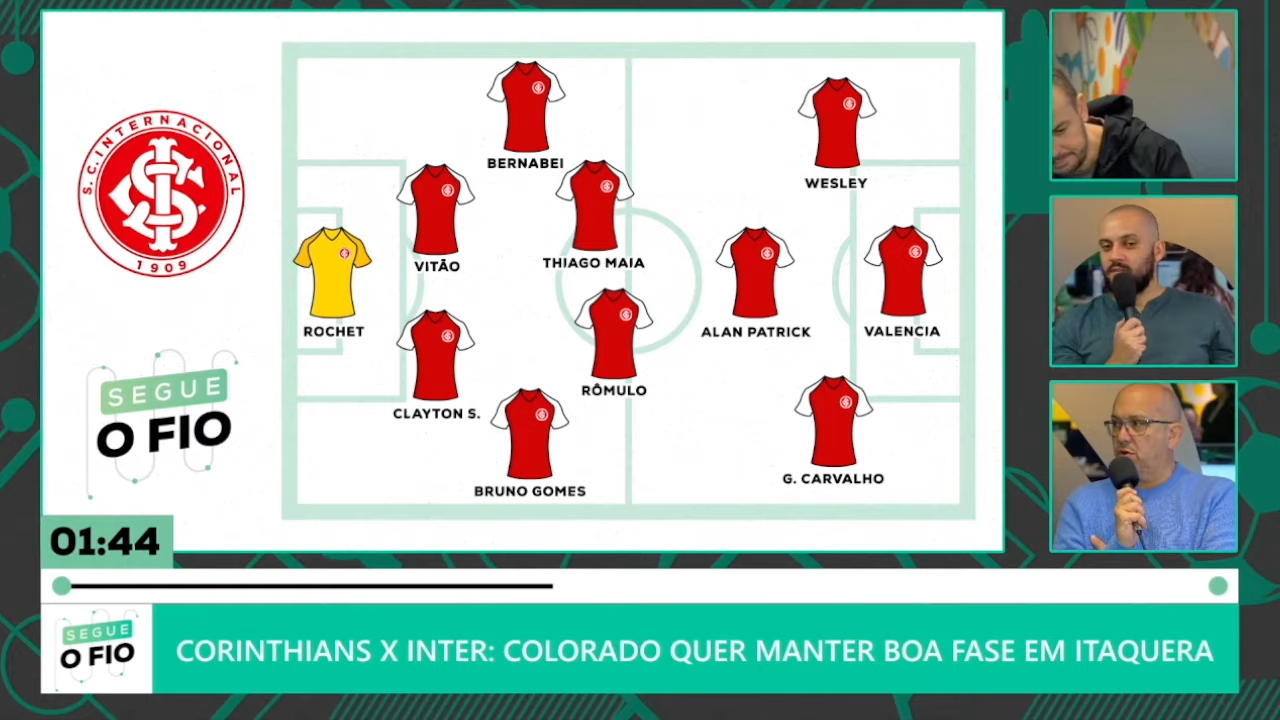 S.C. INTERNACIONAL
1909
BERNABEI
WESLEY
VITÃO
THIAGO MAIA
ROCHET
ALAN PATRICK
VALENCIA
CLAYTON S.
RÔMULO
BRUNO GOMES
G. CARVALHO
SEGUE
O FIO
01:44
SEGUE
O FIO
CORINTHIANS X INTER: COLORADO QUER MANTER BOA FASE EM ITAQUERA